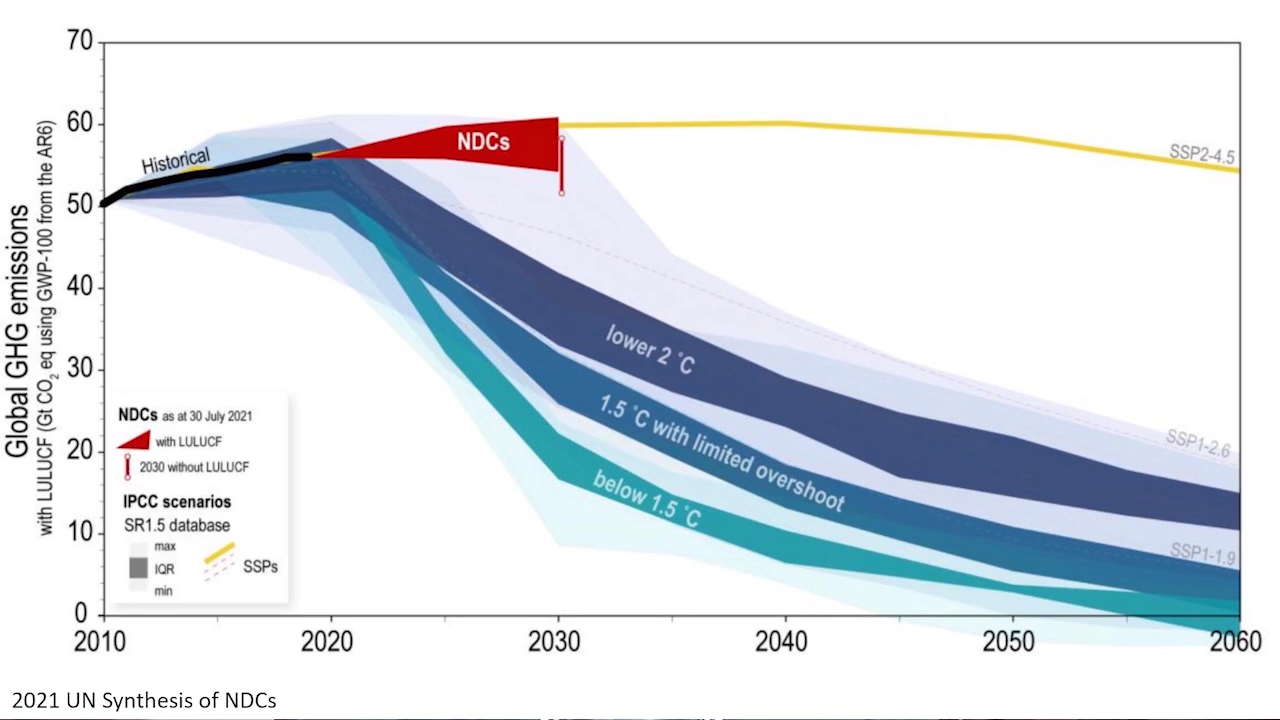 70
60
50
40
30
20
10
0
Global GHG emissions
with LULUCF (Gt CO2 eq using GWP-100 from the AR6)
Historical
NDCs
SSP2-4.5
lower 2 °C
1.5 °C with limited overshoot
below 1.5 °C
SSP1-2.6
SSP1-1.9
NDCs as at 30 July 2021
with LULUCF
2030 without LULUCF
IPCC scenarios
SR1.5 database
max
IQR
min
SSPs
2010 2020 2030 2040 2050 2060
2021 UN Synthesis of NDCs